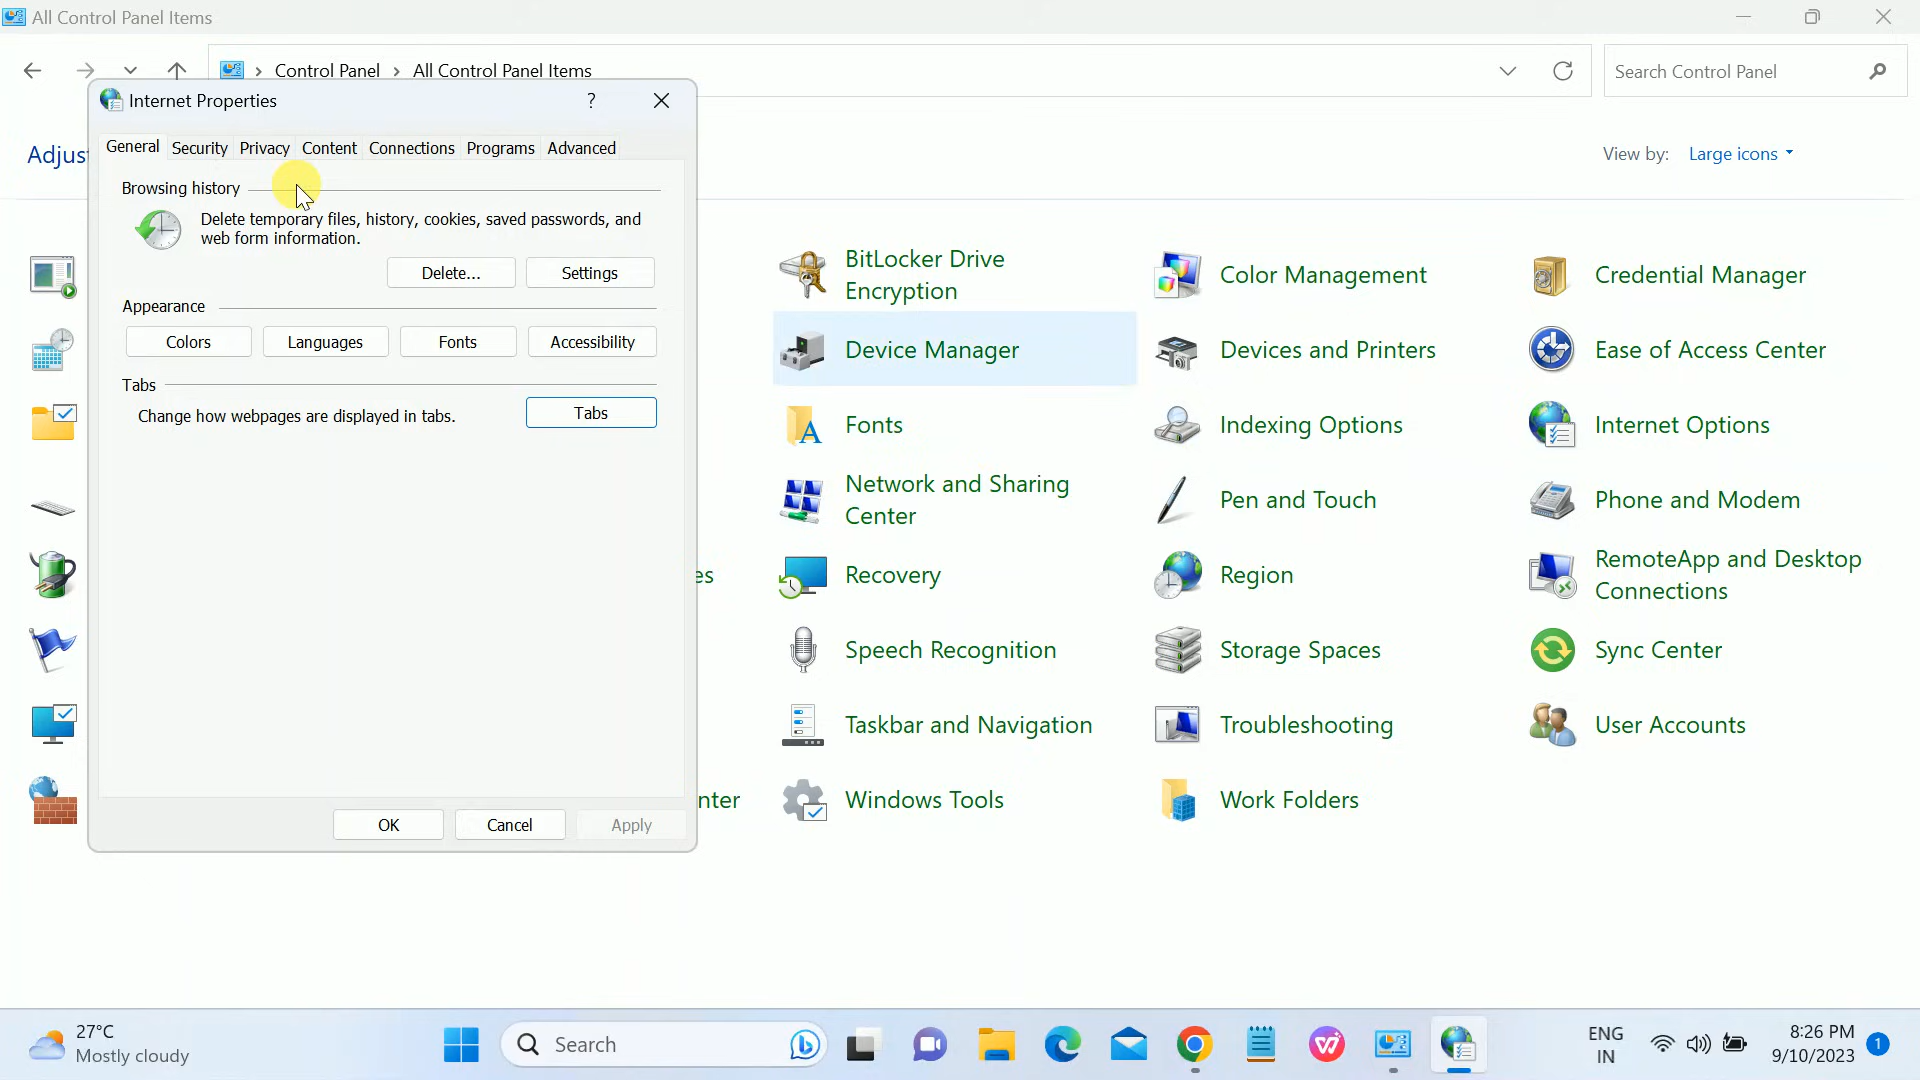 All Control Panel Items
Control Panel > All Control Panel Items
Search Control Panel
Internet Properties
?
General Security Privacy Content Connections Programs Advanced
Adjus
View by: Large icons
Browsing history
Delete temporary files, history, cookies, saved passwords, and
web form information.
Delete...
Settings
Appearance
Colors
Languages
Fonts
Accessibility
Tabs
Change how webpages are displayed in tabs.
Tabs
OK
Cancel
Apply
es
nter
BitLocker Drive
Encryption
Color Management
Credential Manager
Device Manager
Devices and Printers
Ease of Access Center
Fonts
Indexing Options
Internet Options
Network and Sharing
Center
Pen and Touch
Phone and Modem
Recovery
Region
RemoteApp and Desktop
Connections
Speech Recognition
Storage Spaces
Sync Center
Taskbar and Navigation
Troubleshooting
User Accounts
Windows Tools
Work Folders
27°C
Mostly cloudy
Search
ENG
IN
8:26 PM
9/10/2023
1